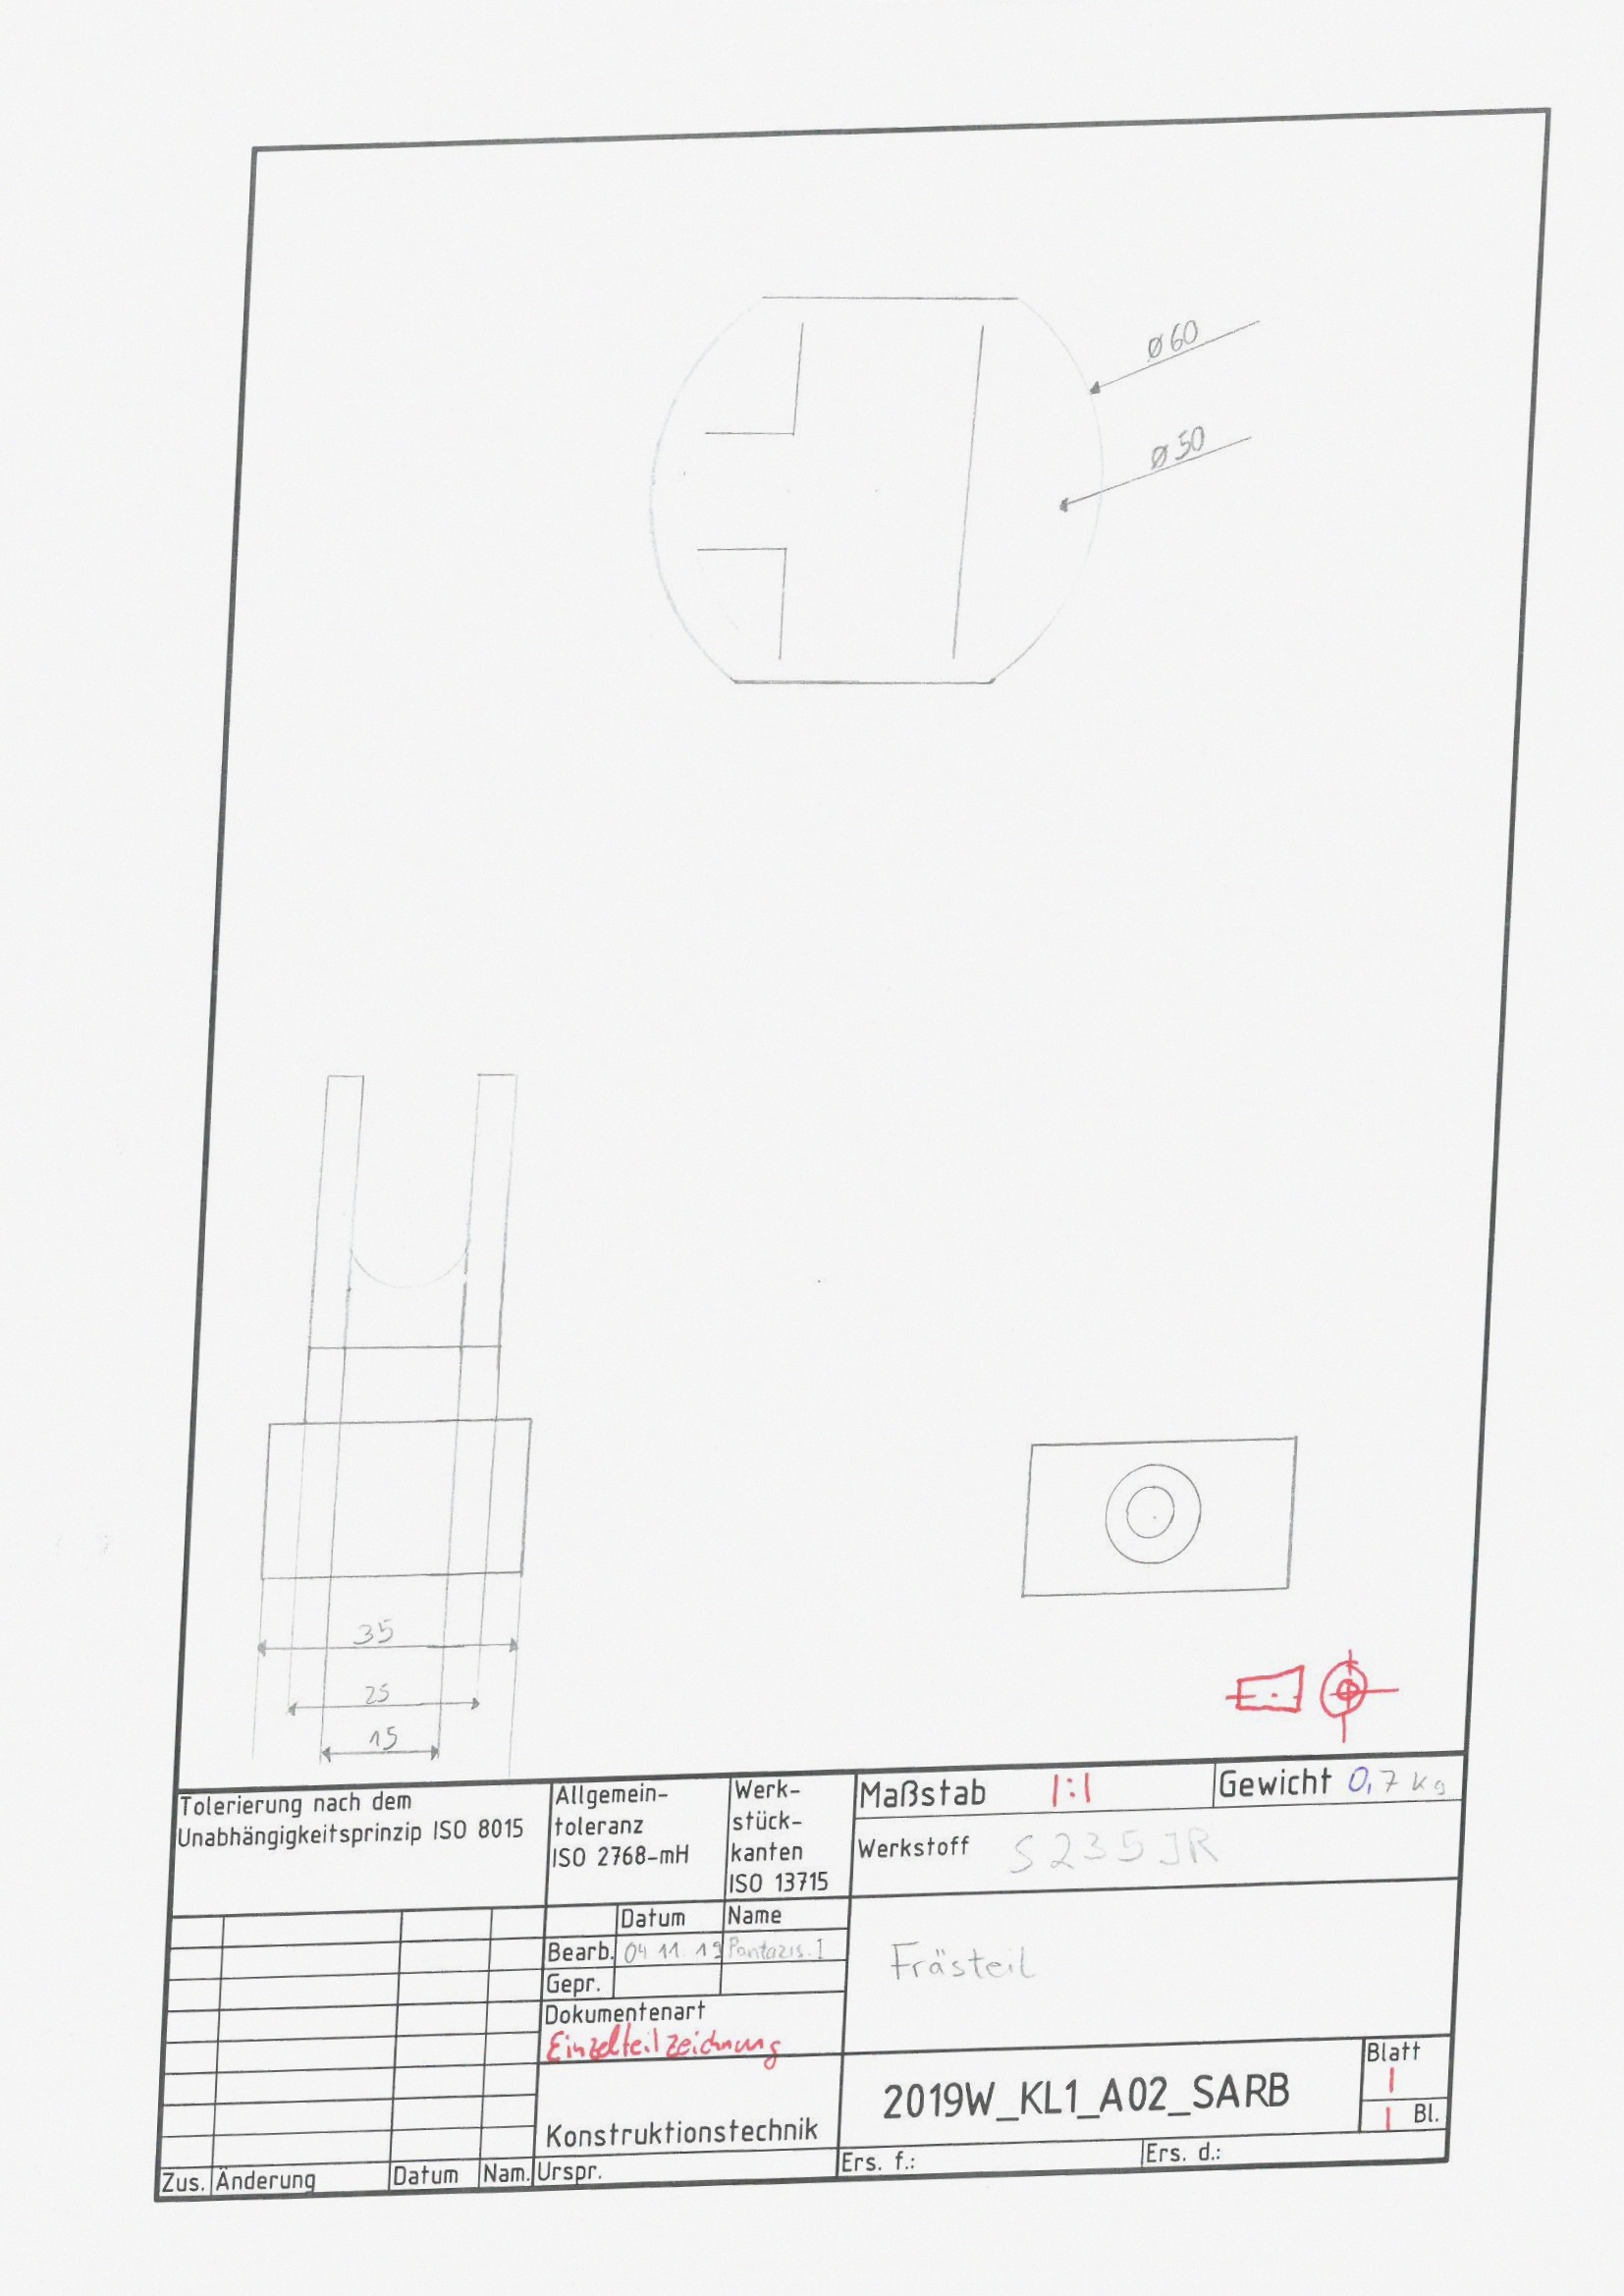 ø60
ø50
35
25
15
Tolerierung nach dem
Unabhängigkeitsprinzip ISO 8015
Allgemein-
toleranz
ISO 2768-mH
Werk-
stück-
kanten
ISO 13715
Maßstab 1:1
Gewicht 0,7 kg
Werkstoff S235JR
Datum Name
Bearb. 04.11.19 Pantazis.I
Gepr.
Frästeil
Dokumentenart
Einzelteilzeichnung
Konstruktionstechnik
2019W_KL1_A02_SARB
Blatt
1
1 Bl.
Zus. Änderung Datum Nam. Urspr. Ers. f.: Ers. d.: